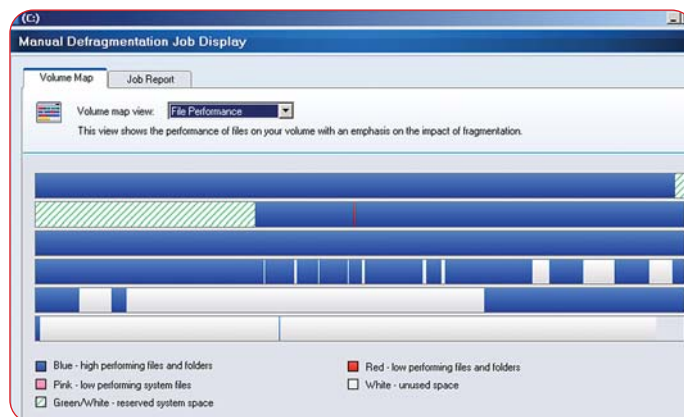 (C:)
Manual Defragmentation Job Display
Volume Map Job Report
Volume map view: File Performance
This view shows the performance of files on your volume with an emphasis on the impact of fragmentation.
Blue - high performing files and folders Red - low performing files and folders
Pink - low performing system files White - unused space
Green/White - reserved system space